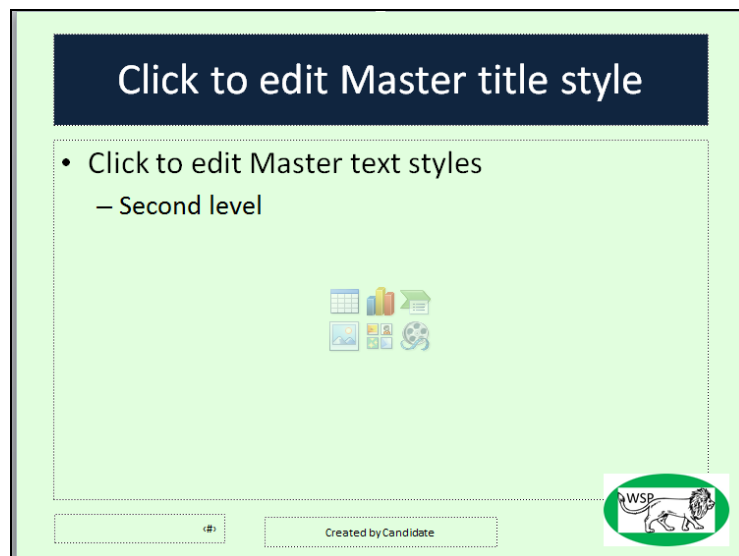 Click to edit Master title style
• Click to edit Master text styles
– Second level
‹#›
Created by Candidate
WSP